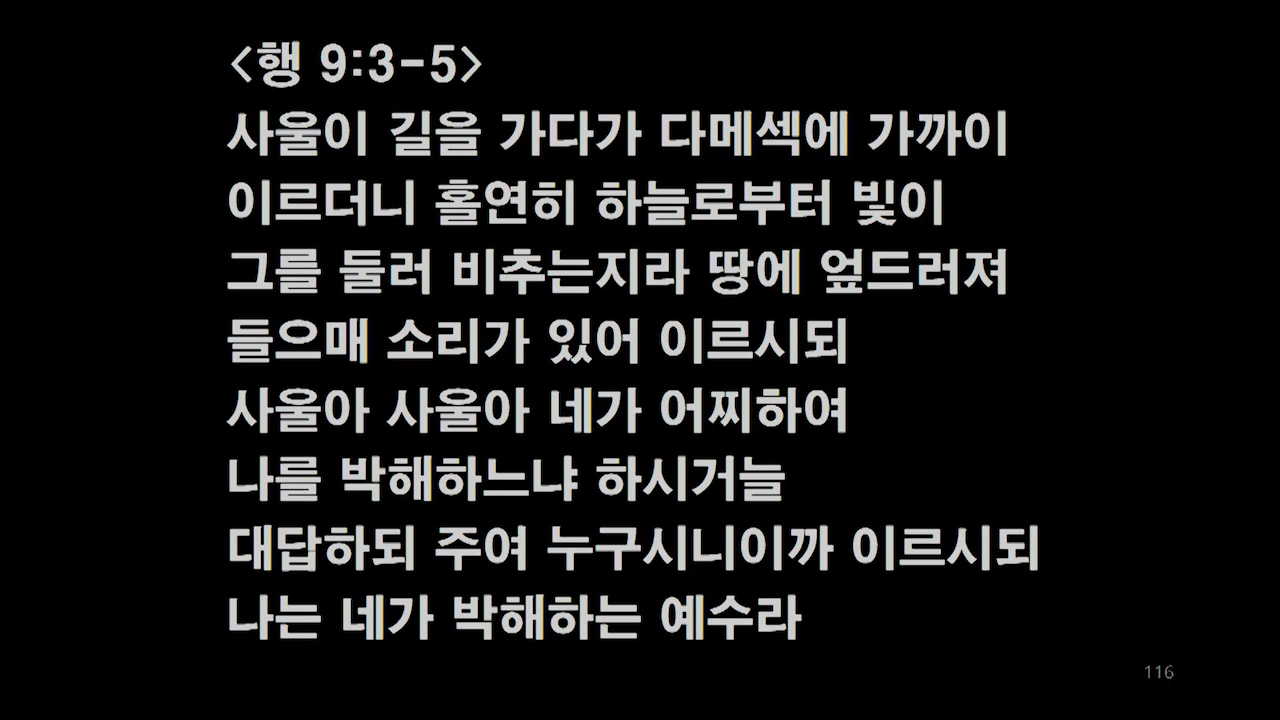 <행 9:3-5>
사울이 길을 가다가 다메섹에 가까이
이르더니 홀연히 하늘로부터 빛이
그를 둘러 비추는지라 땅에 엎드러져
들으매 소리가 있어 이르시되
사울아 사울아 네가 어찌하여
나를 박해하느냐 하시거늘
대답하되 주여 누구시니이까 이르시되
나는 네가 박해하는 예수라
116